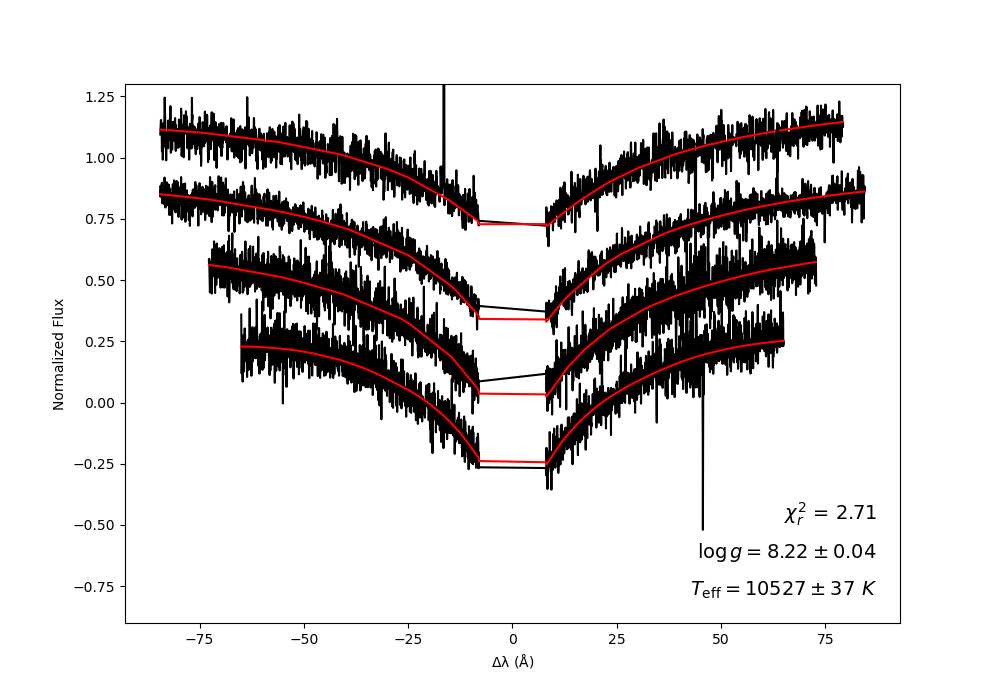 1.25
1.00
0.75
0.50
0.25
0.00
−0.25
−0.50
−0.75
Normalized Flux
χ²ᵣ = 2.71
log g = 8.22 ± 0.04
T_eff = 10527 ± 37 K
−75 −50 −25 0 25 50 75
Δλ (Å)